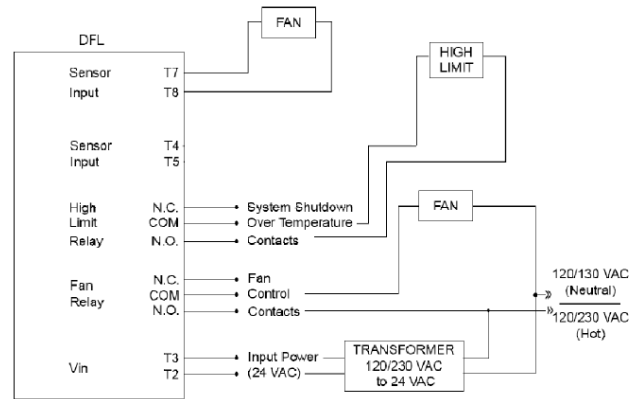 FAN
DFL
HIGH
LIMIT
Sensor T7
Input T8
Sensor T4
Input T5
High N.C. System Shutdown
Limit COM Over Temperature
Relay N.O. Contacts
FAN
Fan
Relay
N.C. Fan
COM Control
N.O. Contacts
120/130 VAC
(Neutral)
120/230 VAC
(Hot)
Vin
T3 Input Power
T2 (24 VAC)
TRANSFORMER
120/230 VAC
to 24 VAC